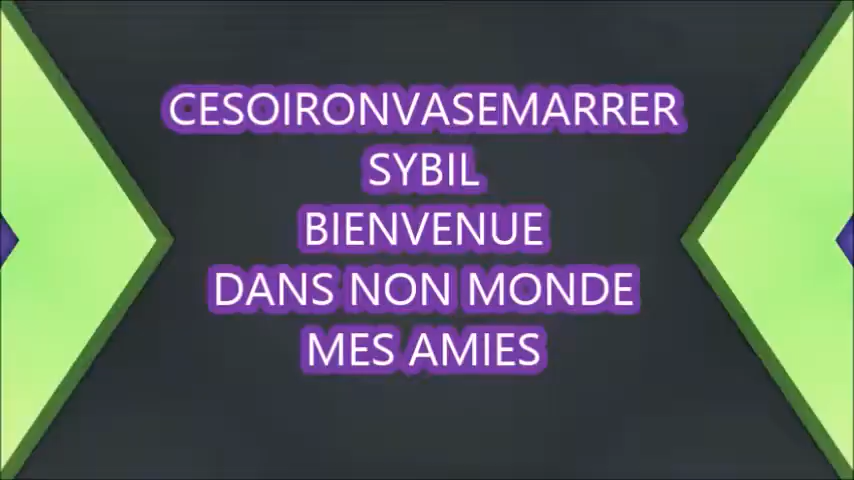 CESOIRONVASEMARRER
SYBIL
BIENVENUE
DANS NON MONDE
MES AMIES